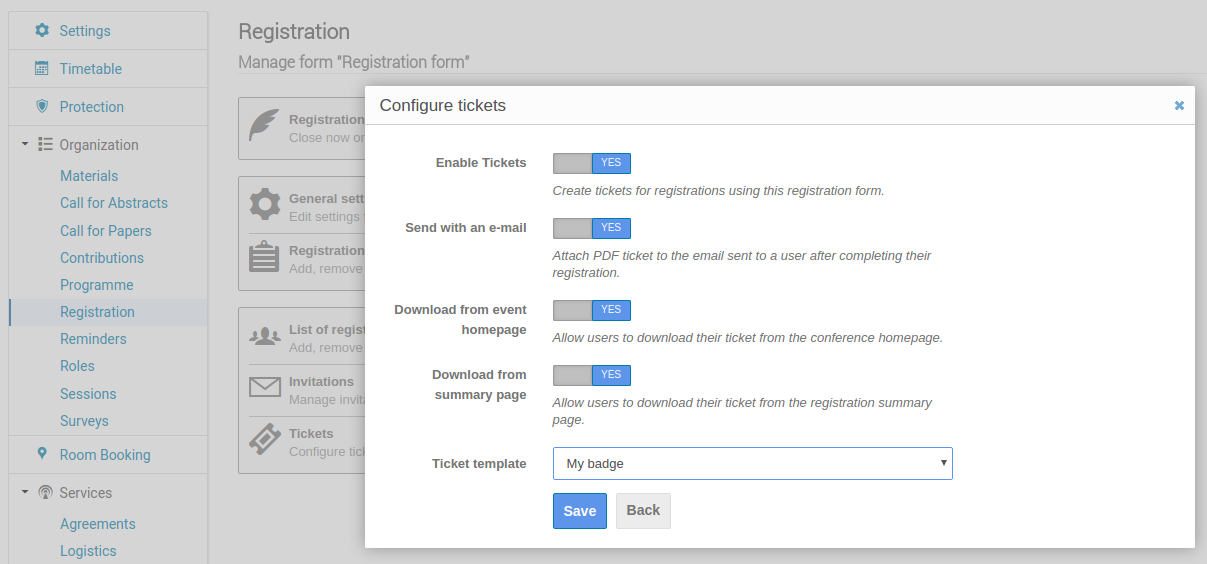 Settings
Timetable
Protection
Organization
Materials
Call for Abstracts
Call for Papers
Contributions
Programme
Registration
Reminders
Roles
Sessions
Surveys
Room Booking
Services
Agreements
Logistics
Registration
Manage form "Registration form"
Registration
Close now or
General sett
Edit settings
Registration
Add, remove
List of regist
Add, remove
Invitations
Manage invita
Tickets
Configure tick
Configure tickets
Enable Tickets
YES
Create tickets for registrations using this registration form.
Send with an e-mail
YES
Attach PDF ticket to the email sent to a user after completing their
registration.
Download from event
homepage
YES
Allow users to download their ticket from the conference homepage.
Download from
summary page
YES
Allow users to download their ticket from the registration summary
page.
Ticket template
My badge
Save
Back